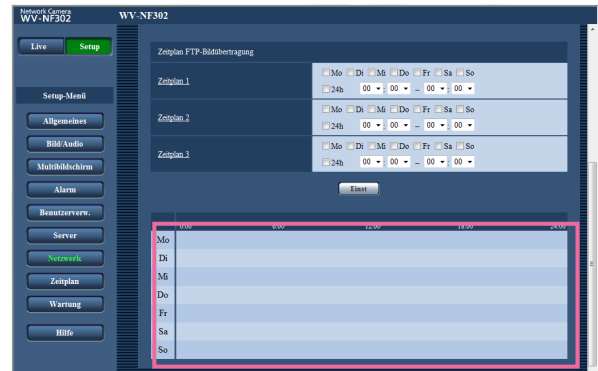 Network Camera
WV-NF302 WV-NF302
Live Setup
Setup-Menü
Allgemeines
Bild/Audio
Multibildschirm
Alarm
Benutzerverw.
Server
Netzwerk
Zeitplan
Wartung
Hilfe
Zeitplan FTP-Bildübertragung
Zeitplan 1
Mo Di Mi Do Fr Sa So
24h 00 : 00 – 00 : 00
Zeitplan 2
Mo Di Mi Do Fr Sa So
24h 00 : 00 – 00 : 00
Zeitplan 3
Mo Di Mi Do Fr Sa So
24h 00 : 00 – 00 : 00
Einst
0:00 6:00 12:00 18:00 24:00
Mo
Di
Mi
Do
Fr
Sa
So